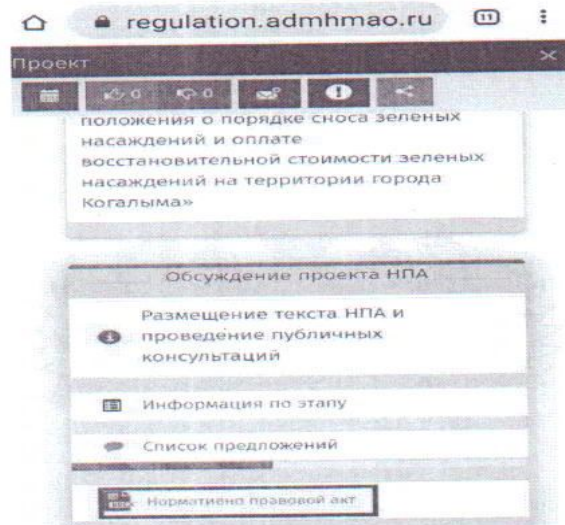 regulation.admhmao.ru
11
Проект
0
0
положения о порядке сноса зеленых
насаждений и оплате
восстановительной стоимости зеленых
насаждений на территории города
Когалыма»
Обсуждение проекта НПА
Размещение текста НПА и
проведение публичных
консультаций
Информация по этапу
Список предложений
Нормативно правовой акт